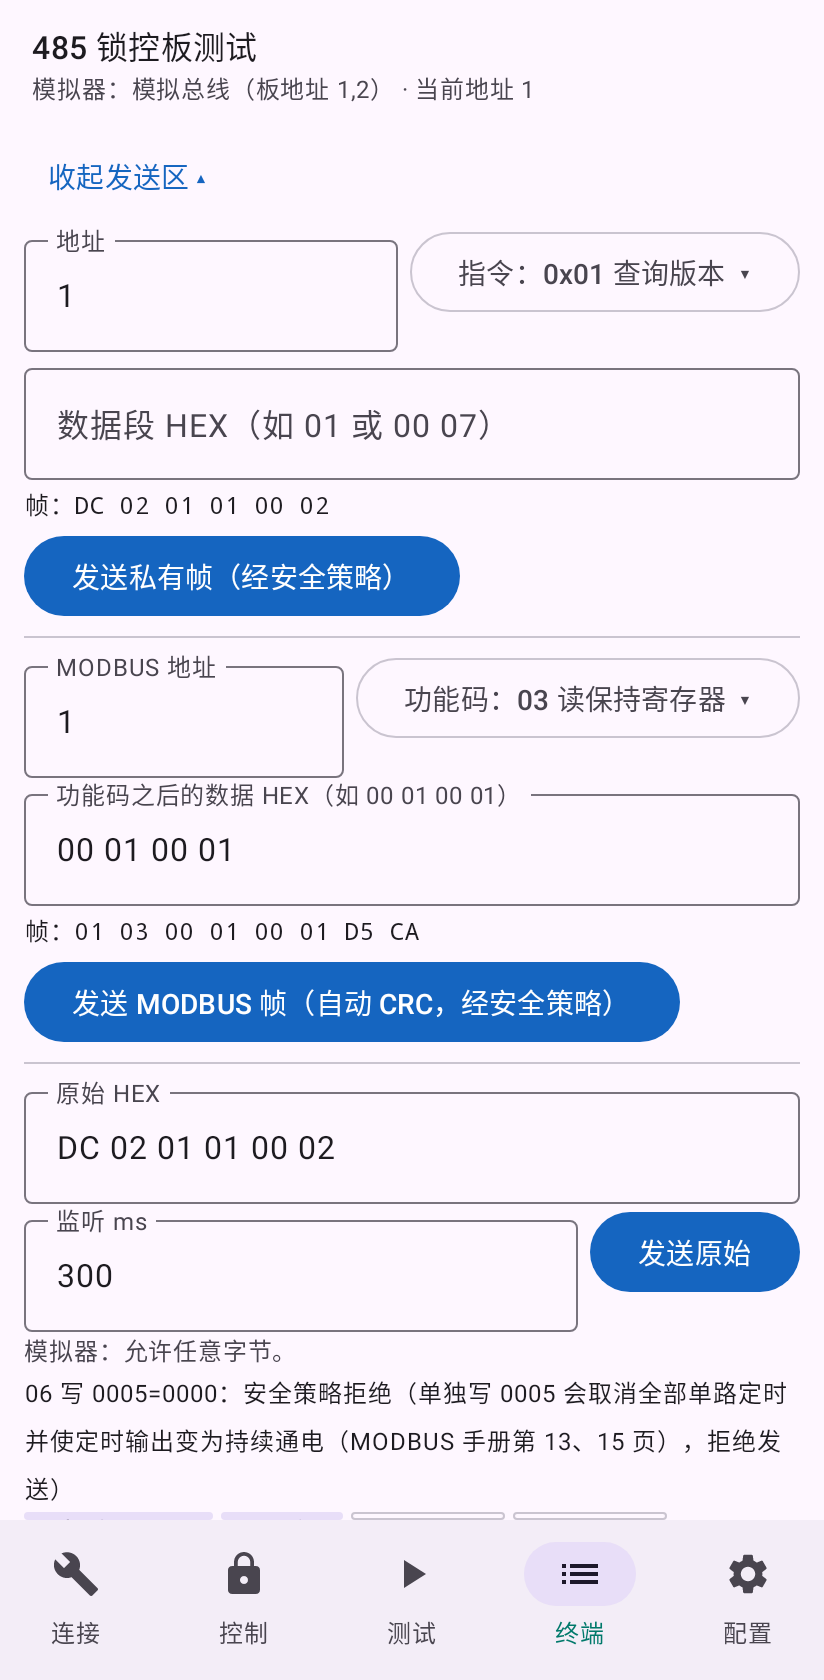 485 锁控板测试
模拟器：模拟总线（板地址 1,2） · 当前地址 1
收起发送区 ▴
地址
1
指令：0x01 查询版本 ▾
数据段 HEX（如 01 或 00 07）
帧：DC 02 01 01 00 02
发送私有帧（经安全策略）
MODBUS 地址
1
功能码：03 读保持寄存器 ▾
功能码之后的数据 HEX（如 00 01 00 01）
00 01 00 01
帧：01 03 00 01 00 01 D5 CA
发送 MODBUS 帧（自动 CRC，经安全策略）
原始 HEX
DC 02 01 01 00 02
监听 ms
300
发送原始
模拟器：允许任意字节。
06 写 0005=0000：安全策略拒绝（单独写 0005 会取消全部单路定时
并使定时输出变为持续通电（MODBUS 手册第 13、15 页），拒绝发
送）
连接
控制
测试
终端
配置